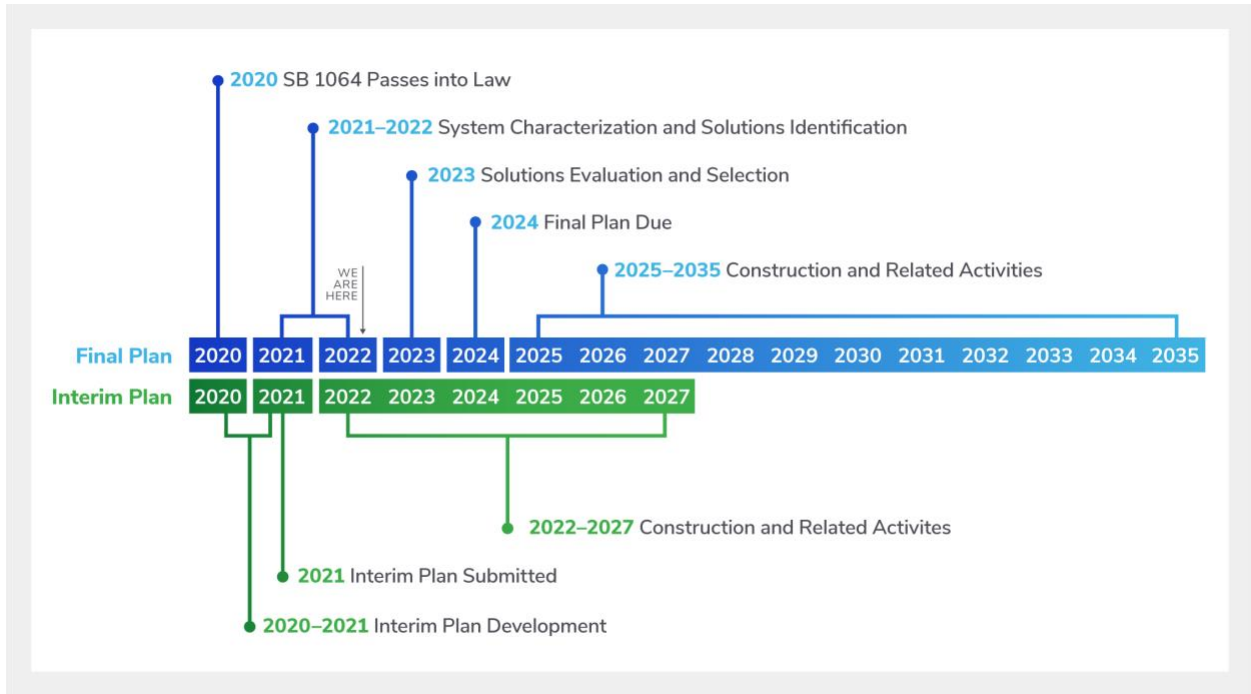 2020 SB 1064 Passes into Law
2021–2022 System Characterization and Solutions Identification
2023 Solutions Evaluation and Selection
2024 Final Plan Due
2025–2035 Construction and Related Activities
WE
ARE
HERE
Final Plan 2020 2021 2022 2023 2024 2025 2026 2027 2028 2029 2030 2031 2032 2033 2034 2035
Interim Plan 2020 2021 2022 2023 2024 2025 2026 2027
2022–2027 Construction and Related Activites
2021 Interim Plan Submitted
2020–2021 Interim Plan Development